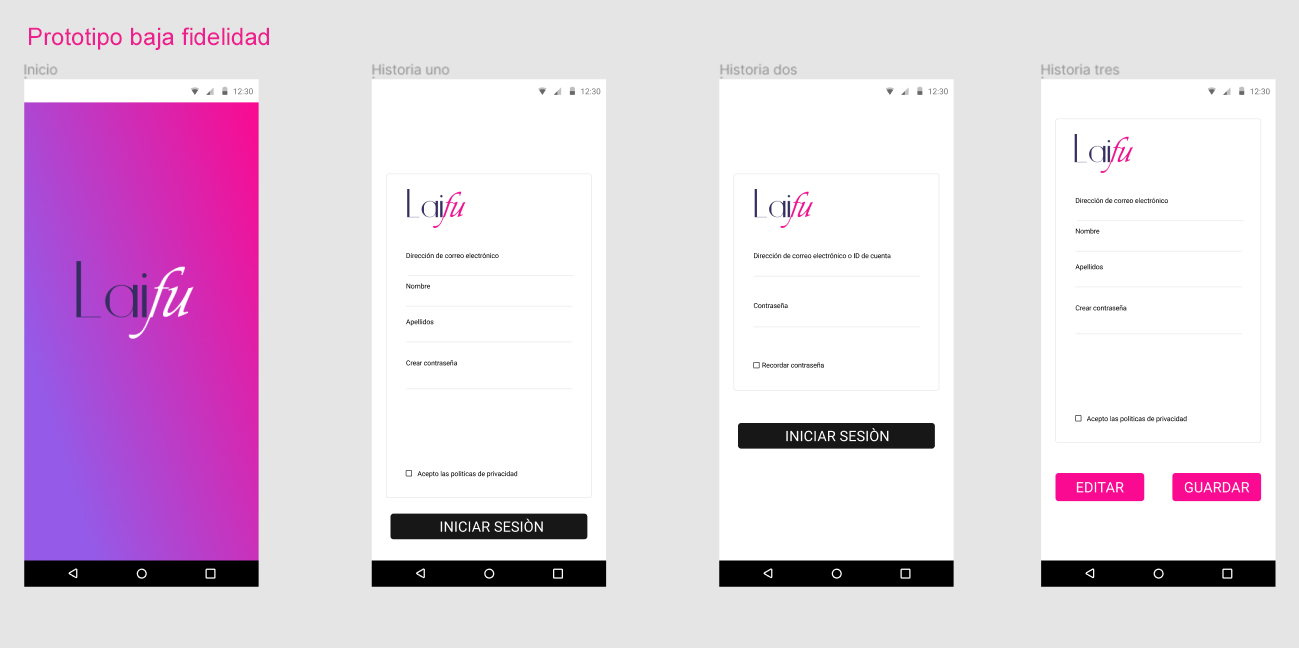 Prototipo baja fidelidad
Inicio
12:30
Laifu
Historia uno
12:30
Laifu
Dirección de correo electrónico
Nombre
Apellidos
Crear contraseña
Acepto las politicas de privacidad
INICIAR SESIÒN
Historia dos
12:30
Laifu
Dirección de correo electrónico o ID de cuenta
Contraseña
Recordar contraseña
INICIAR SESIÒN
Historia tres
12:30
Laifu
Dirección de correo electrónico
Nombre
Apellidos
Crear contraseña
Acepto las politicas de privacidad
EDITAR
GUARDAR